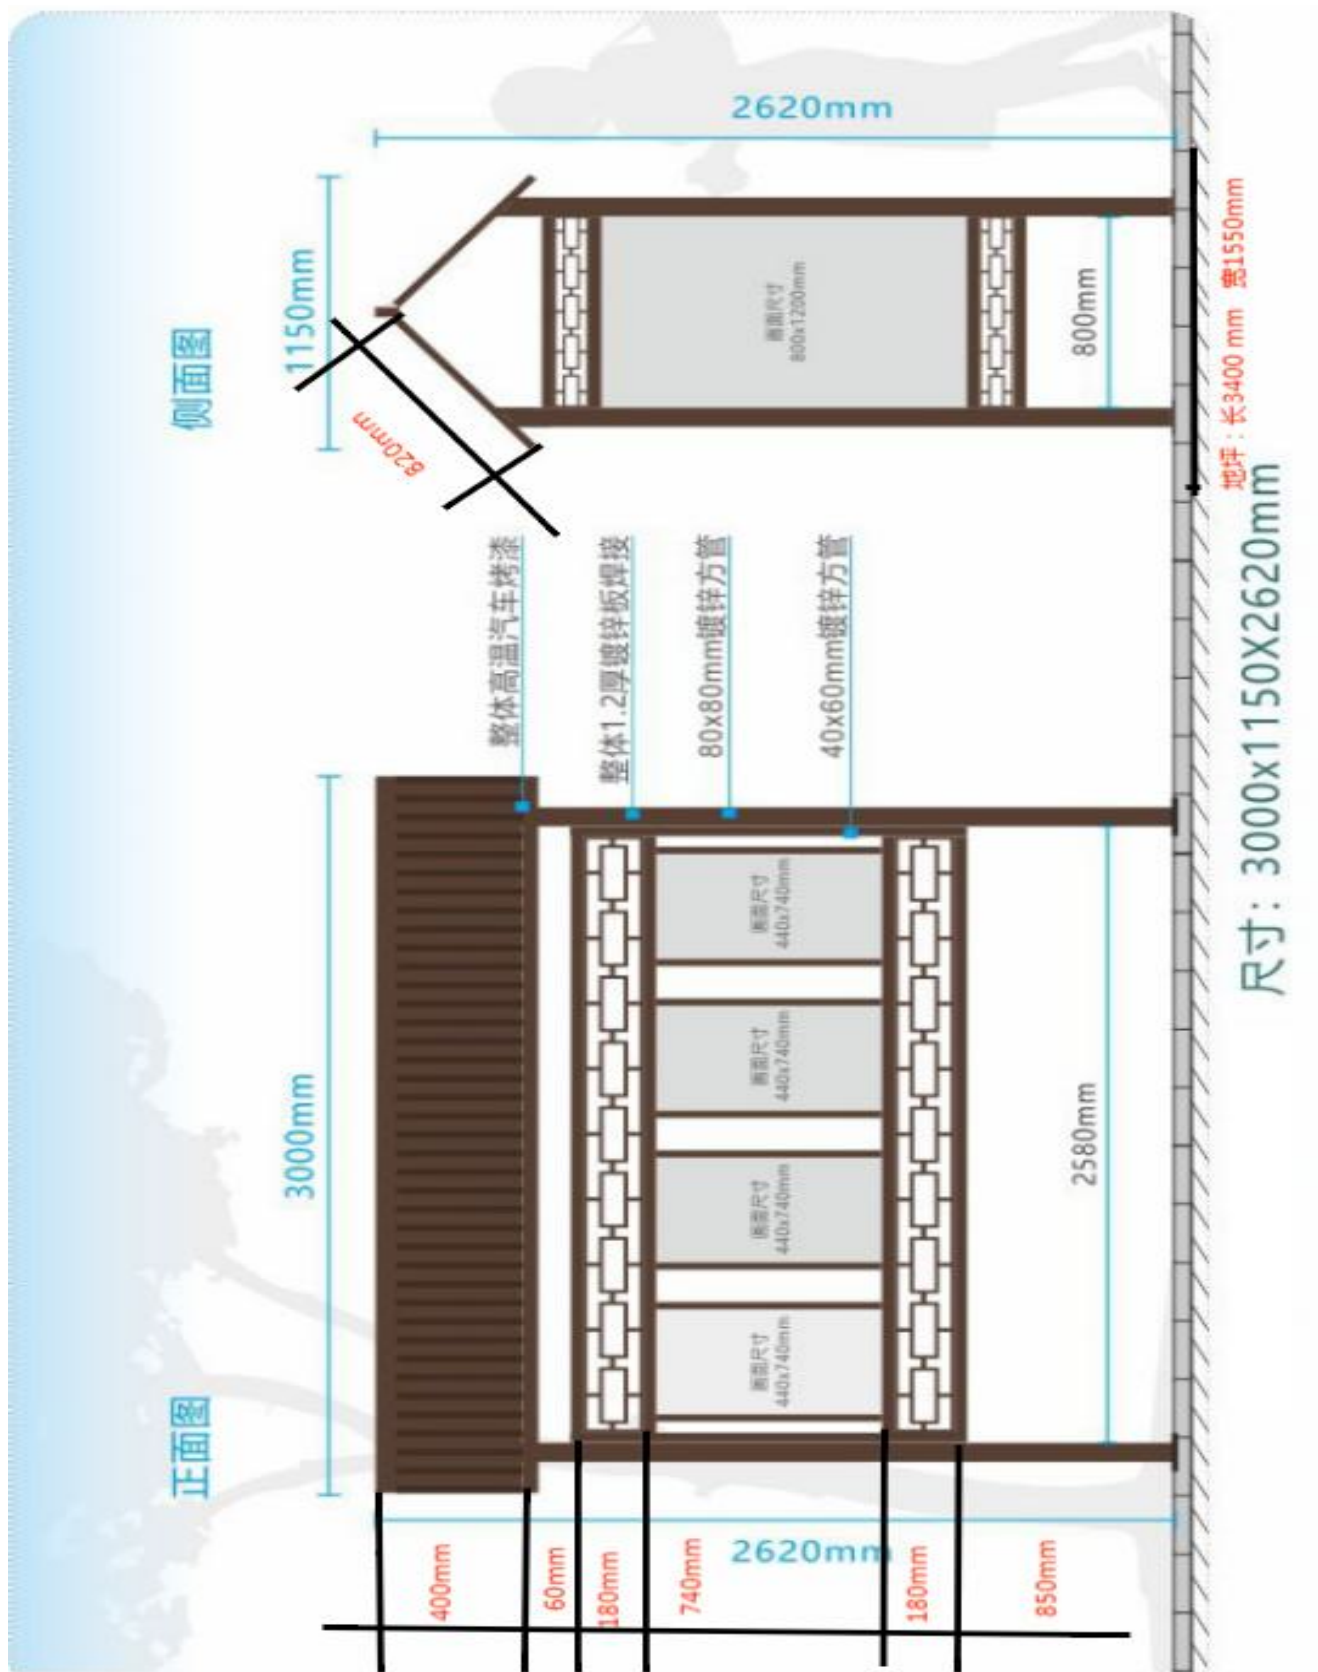 正面图
侧面图
3000mm
1150mm
820mm
整体高温汽车烤漆
整体1.2厚镀锌板焊接
80x80mm镀锌方管
40x60mm镀锌方管
2620mm
400mm
60mm
180mm
740mm
180mm
850mm
画面尺寸
440x740mm
画面尺寸
440x740mm
画面尺寸
440x740mm
画面尺寸
440x740mm
2580mm
画面尺寸
800x1200mm
800mm
2620mm
地坪：长3400 mm 宽1550mm
尺寸：3000x1150X2620mm